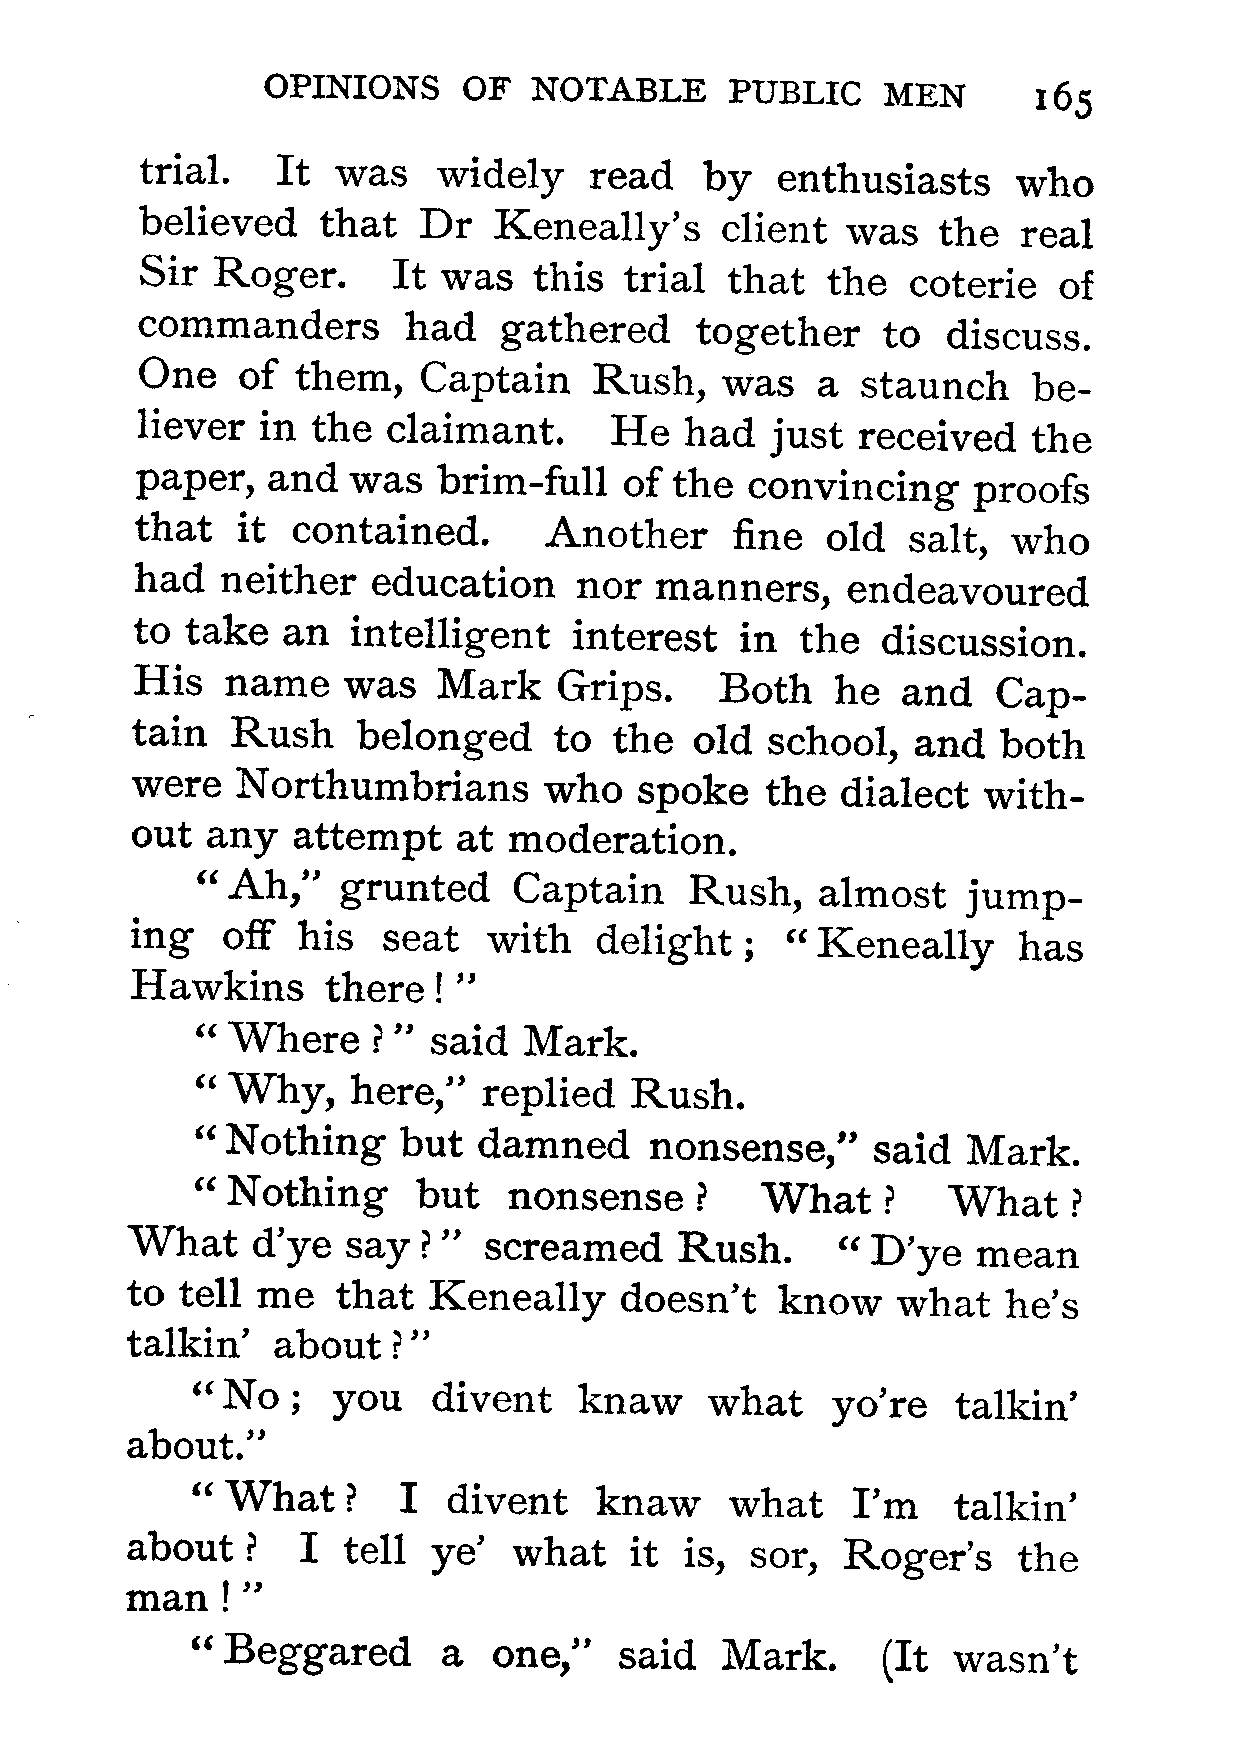 OPINIONS OF NOTABLE PUBLIC MEN 165
trial. It was widely read by enthusiasts who
believed that Dr Keneally's client was the real
Sir Roger. It was this trial that the coterie of
commanders had gathered together to discuss.
One of them, Captain Rush, was a staunch be-
liever in the claimant. He had just received the
paper, and was brim-full of the convincing proofs
that it contained. Another fine old salt, who
had neither education nor manners, endeavoured
to take an intelligent interest in the discussion.
His name was Mark Grips. Both he and Cap-
tain Rush belonged to the old school, and both
were Northumbrians who spoke the dialect with-
out any attempt at moderation.
"Ah," grunted Captain Rush, almost jump-
ing off his seat with delight; "Keneally has
Hawkins there!"
"Where?" said Mark.
"Why, here," replied Rush.
"Nothing but damned nonsense," said Mark.
"Nothing but nonsense? What? What?
What d'ye say?" screamed Rush. "D'ye mean
to tell me that Keneally doesn't know what he's
talkin' about?"
"No; you divent knaw what yo're talkin'
about."
"What? I divent knaw what I'm talkin'
about? I tell ye' what it is, sor, Roger's the
man!"
"Beggared a one," said Mark. (It wasn't